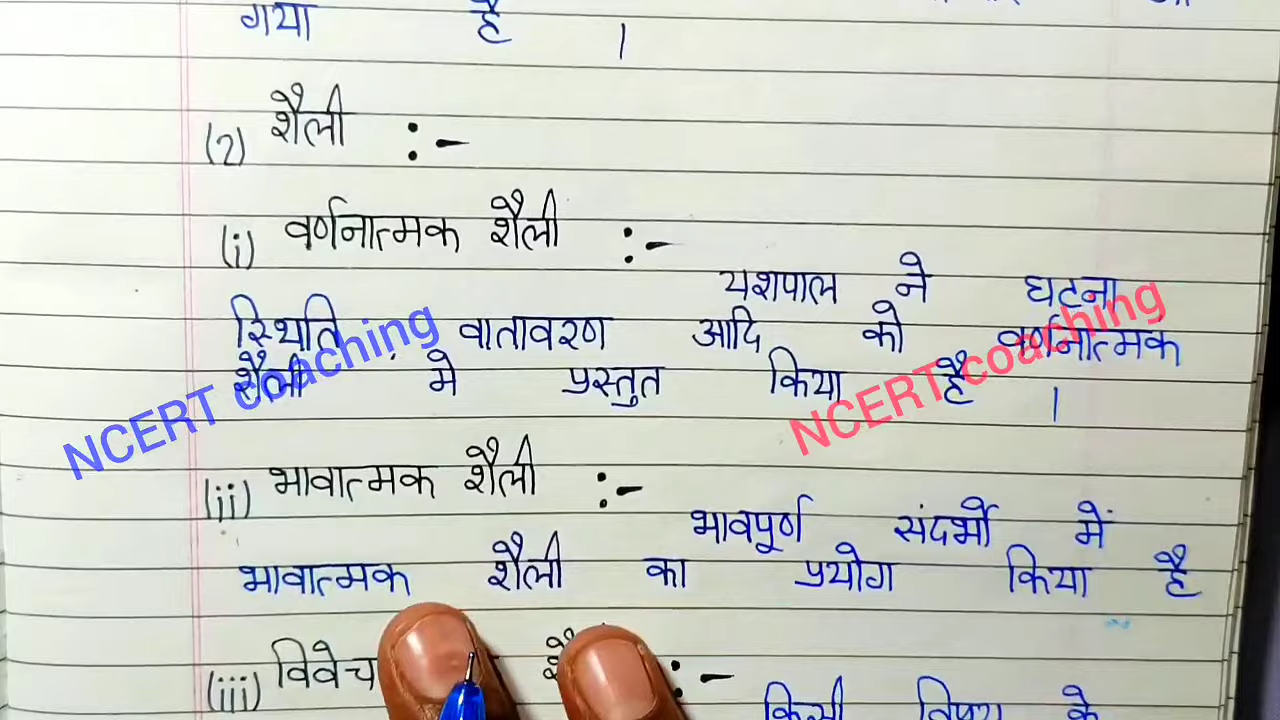 गया है ।
(2) शैली :-
(i) वर्णनात्मक शैली :-
यशपाल ने घटना
स्थिति वातावरण आदि को वर्णनात्मक
शैली में प्रस्तुत किया है ।
NCERT coaching
NCERT coaching
(ii) भावात्मक शैली :-
भावपूर्ण संदर्भों में
भावात्मक शैली का प्रयोग किया है
(iii) :-
किसी विषय के